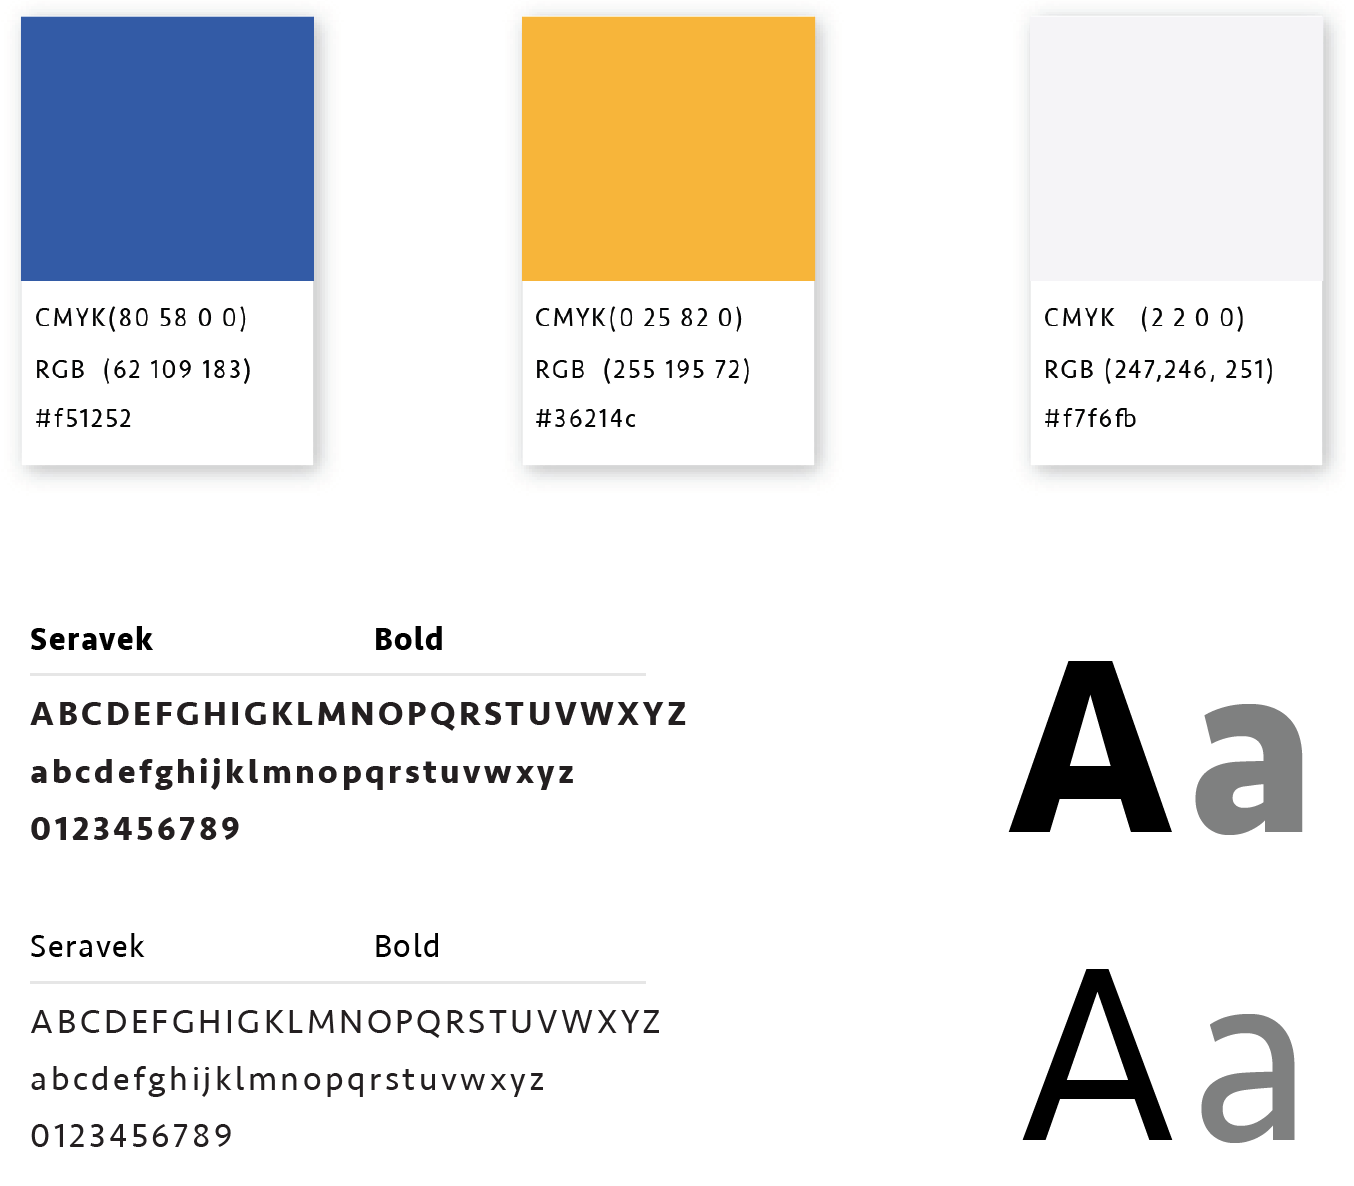 CMYK(80 58 0 0)
RGB (62 109 183)
#f51252
CMYK(0 25 82 0)
RGB (255 195 72)
#36214c
CMYK (2 2 0 0)
RGB (247,246, 251)
#f7f6fb
Seravek Bold
ABCDEFGHIGKLMNOPQRSTUVWXYZ
abcdefghijklmnopqrstuvwxyz
0123456789
Aa
Seravek Bold
ABCDEFGHIGKLMNOPQRSTUVWXYZ
abcdefghijklmnopqrstuvwxyz
0123456789
Aa